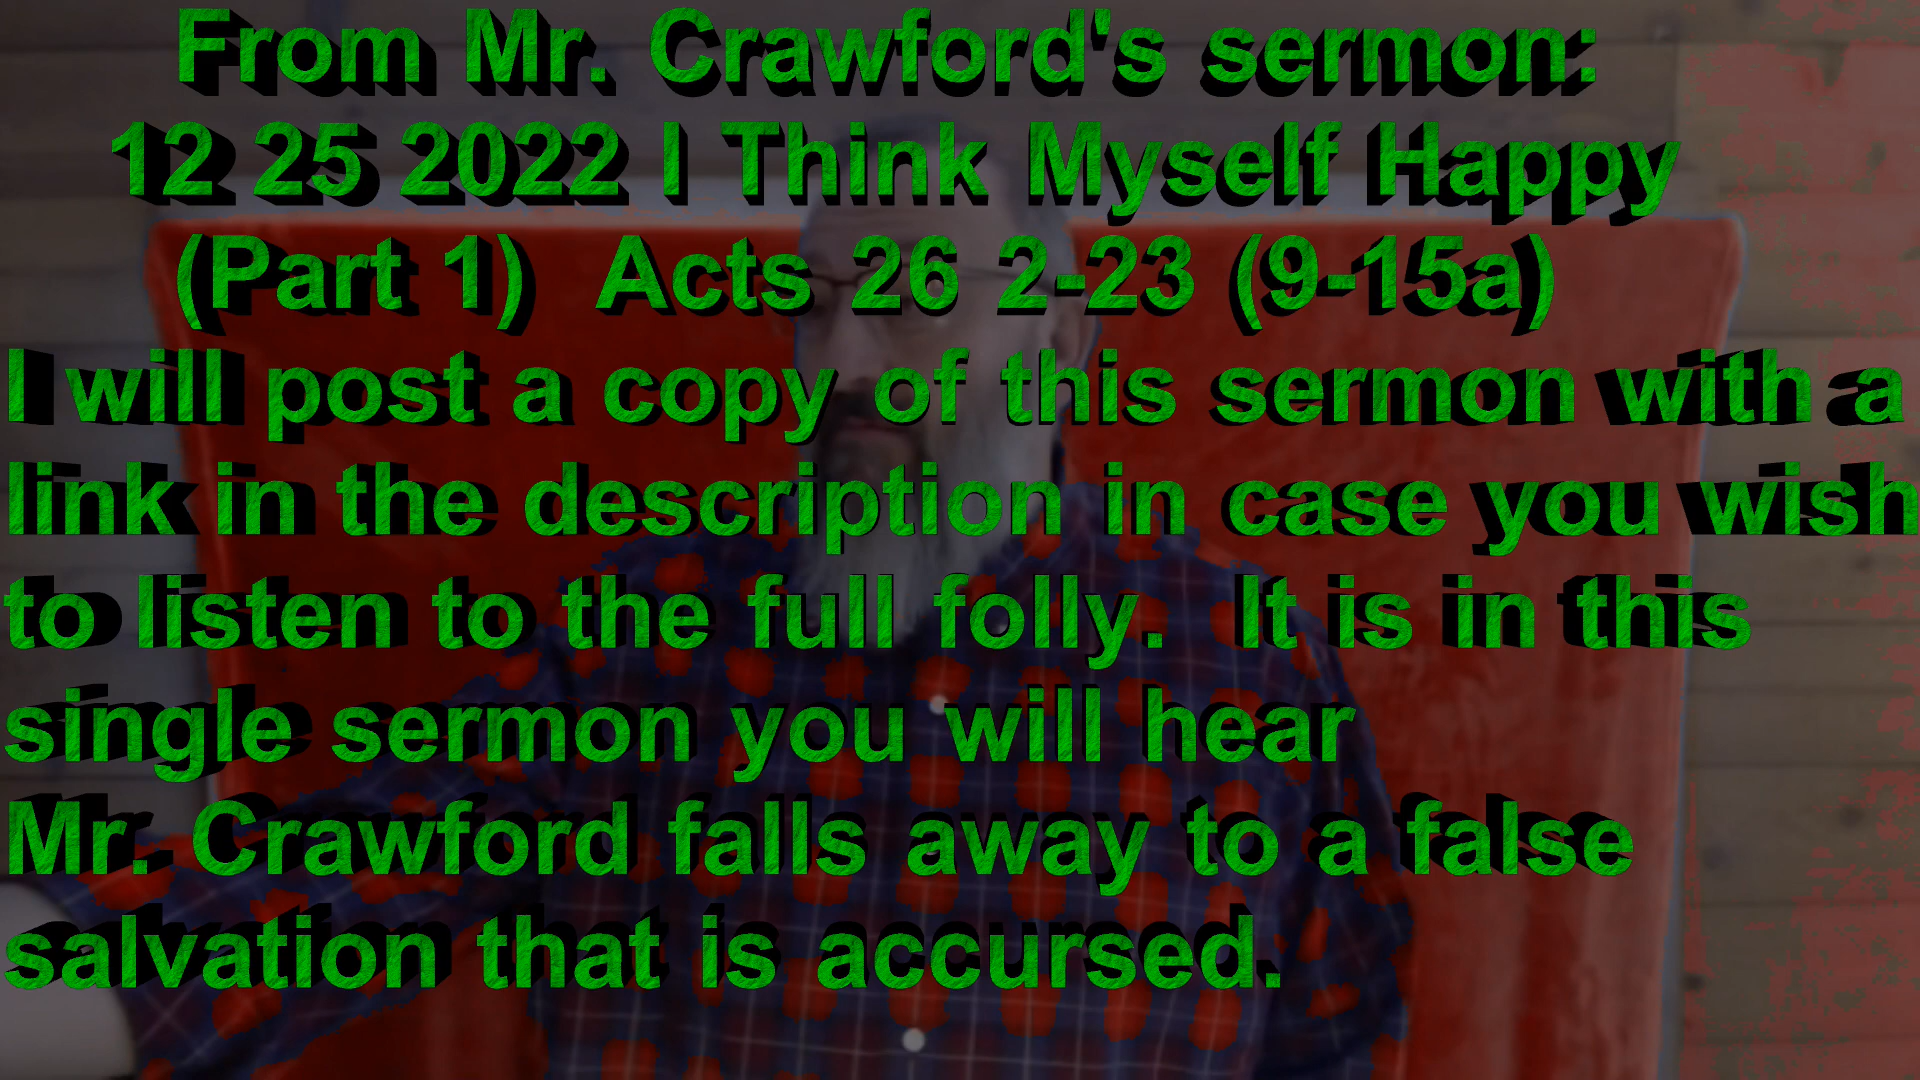 From Mr. Crawford's sermon:
12 25 2022 I Think Myself Happy
(Part 1)  Acts 26 2-23 (9-15a)
I will post a copy of this sermon with a
link in the description in case you wish
to listen to the full folly.  It is in this
single sermon you will hear
Mr. Crawford falls away to a false
salvation that is accursed.